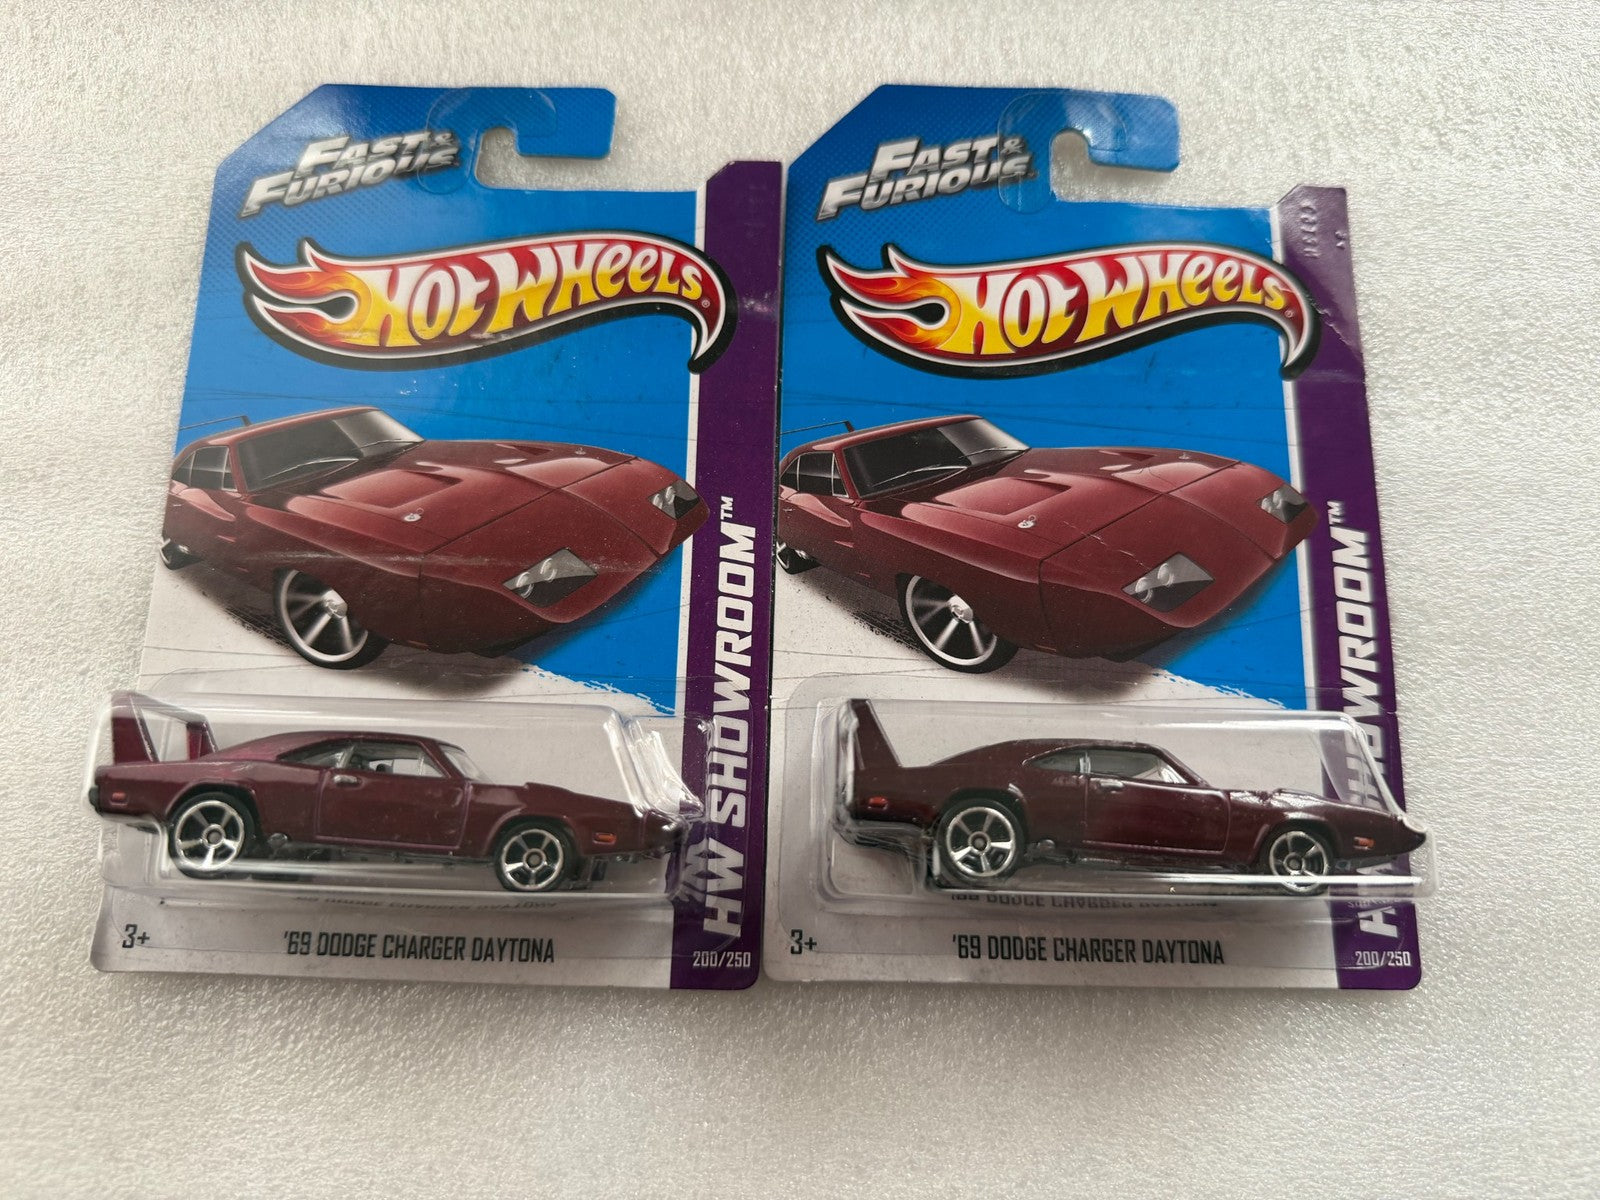 FAST &
FURIOUS
HOT WHEELS®
HW SHOWROOM™
3+
'69 DODGE CHARGER DAYTONA
200/250
FAST &
FURIOUS
HOT WHEELS
SHOWROOM™
3+
'69 DODGE CHARGER DAYTONA
200/250